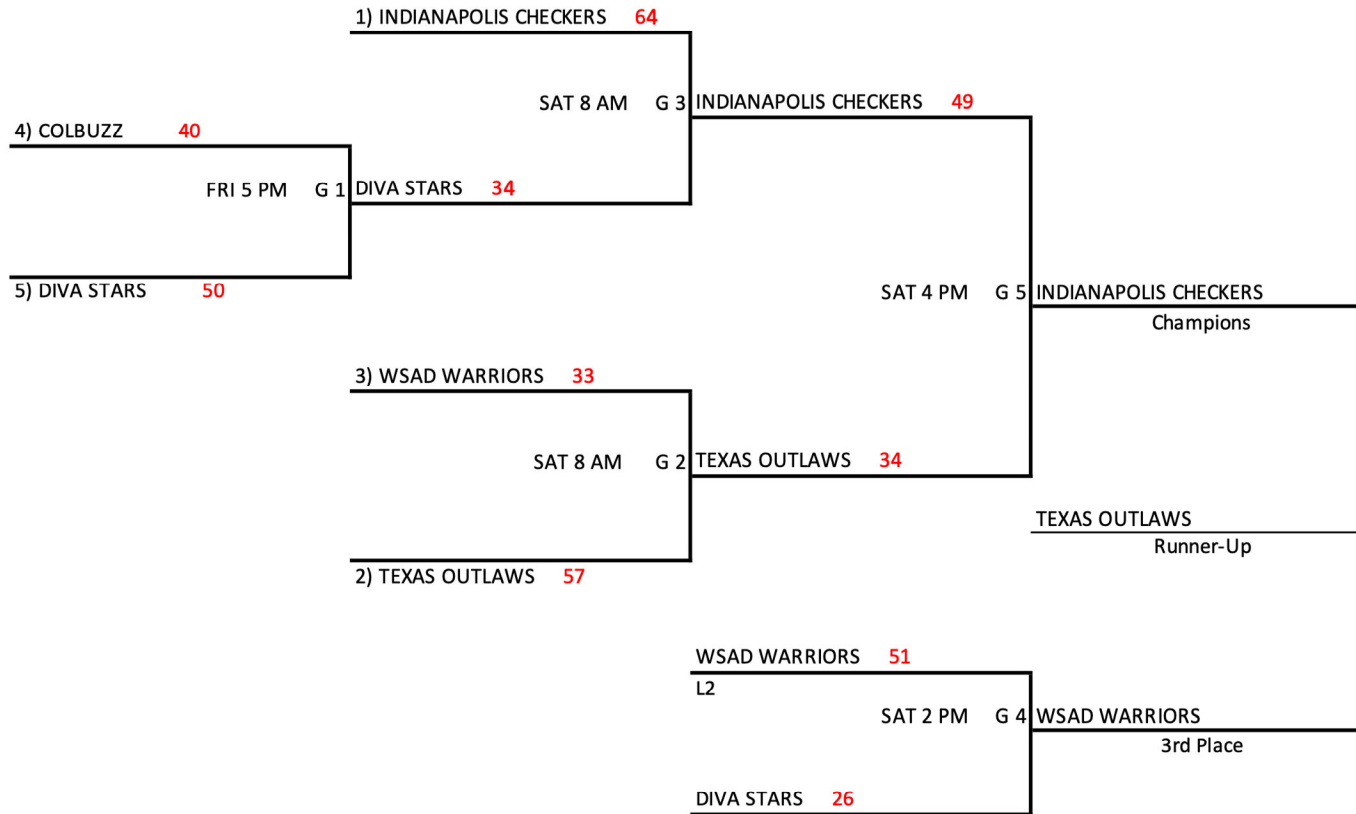 1) INDIANAPOLIS CHECKERS 64
SAT 8 AM G 3 INDIANAPOLIS CHECKERS 49
4) COLBUZZ 40
FRI 5 PM G 1 DIVA STARS 34
5) DIVA STARS 50
SAT 4 PM G 5 INDIANAPOLIS CHECKERS
Champions
3) WSAD WARRIORS 33
SAT 8 AM G 2 TEXAS OUTLAWS 34
TEXAS OUTLAWS
Runner-Up
2) TEXAS OUTLAWS 57
WSAD WARRIORS 51
L2
SAT 2 PM G 4 WSAD WARRIORS
3rd Place
DIVA STARS 26